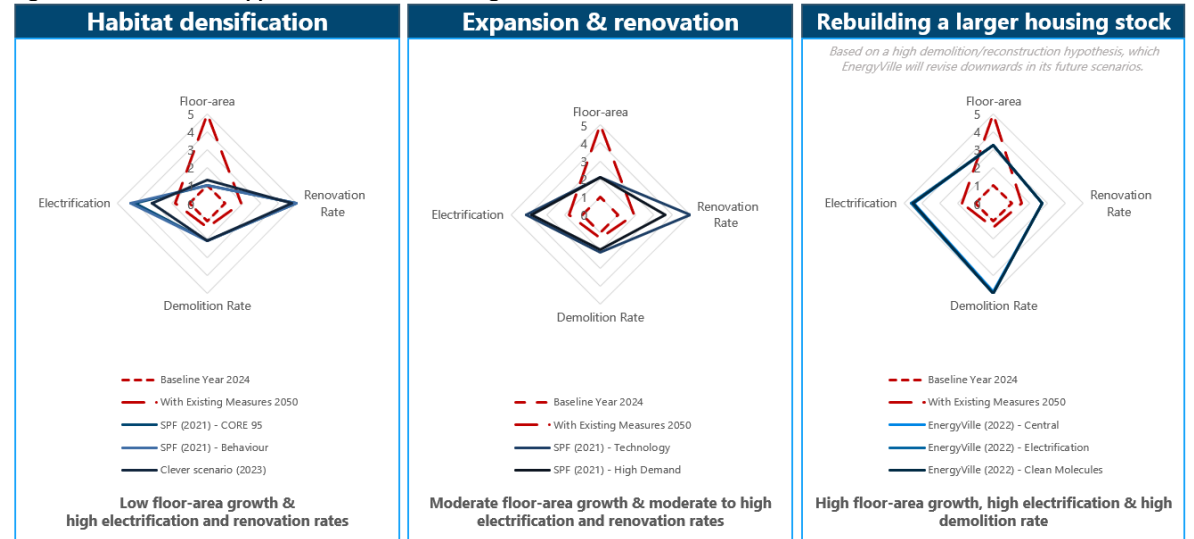 Habitat densification
Floor-area
5
4
3
2
1
0
Electrification
Renovation
Rate
Demolition Rate
Baseline Year 2024
With Existing Measures 2050
SPF (2021) - CORE 95
SPF (2021) - Behaviour
Clever scenario (2023)
Low floor-area growth &
high electrification and renovation rates
Expansion & renovation
Floor-area
5
4
3
2
1
0
Electrification
Renovation
Rate
Demolition Rate
Baseline Year 2024
With Existing Measures 2050
SPF (2021) - Technology
SPF (2021) - High Demand
Moderate floor-area growth & moderate to high
electrification and renovation rates
Rebuilding a larger housing stock
Based on a high demolition/reconstruction hypothesis, which
EnergyVille will revise downwards in its future scenarios.
Floor-area
5
4
3
2
1
0
Electrification
Renovation
Rate
Demolition Rate
Baseline Year 2024
With Existing Measures 2050
EnergyVille (2022) - Central
EnergyVille (2022) - Electrification
EnergyVille (2022) - Clean Molecules
High floor-area growth, high electrification & high
demolition rate